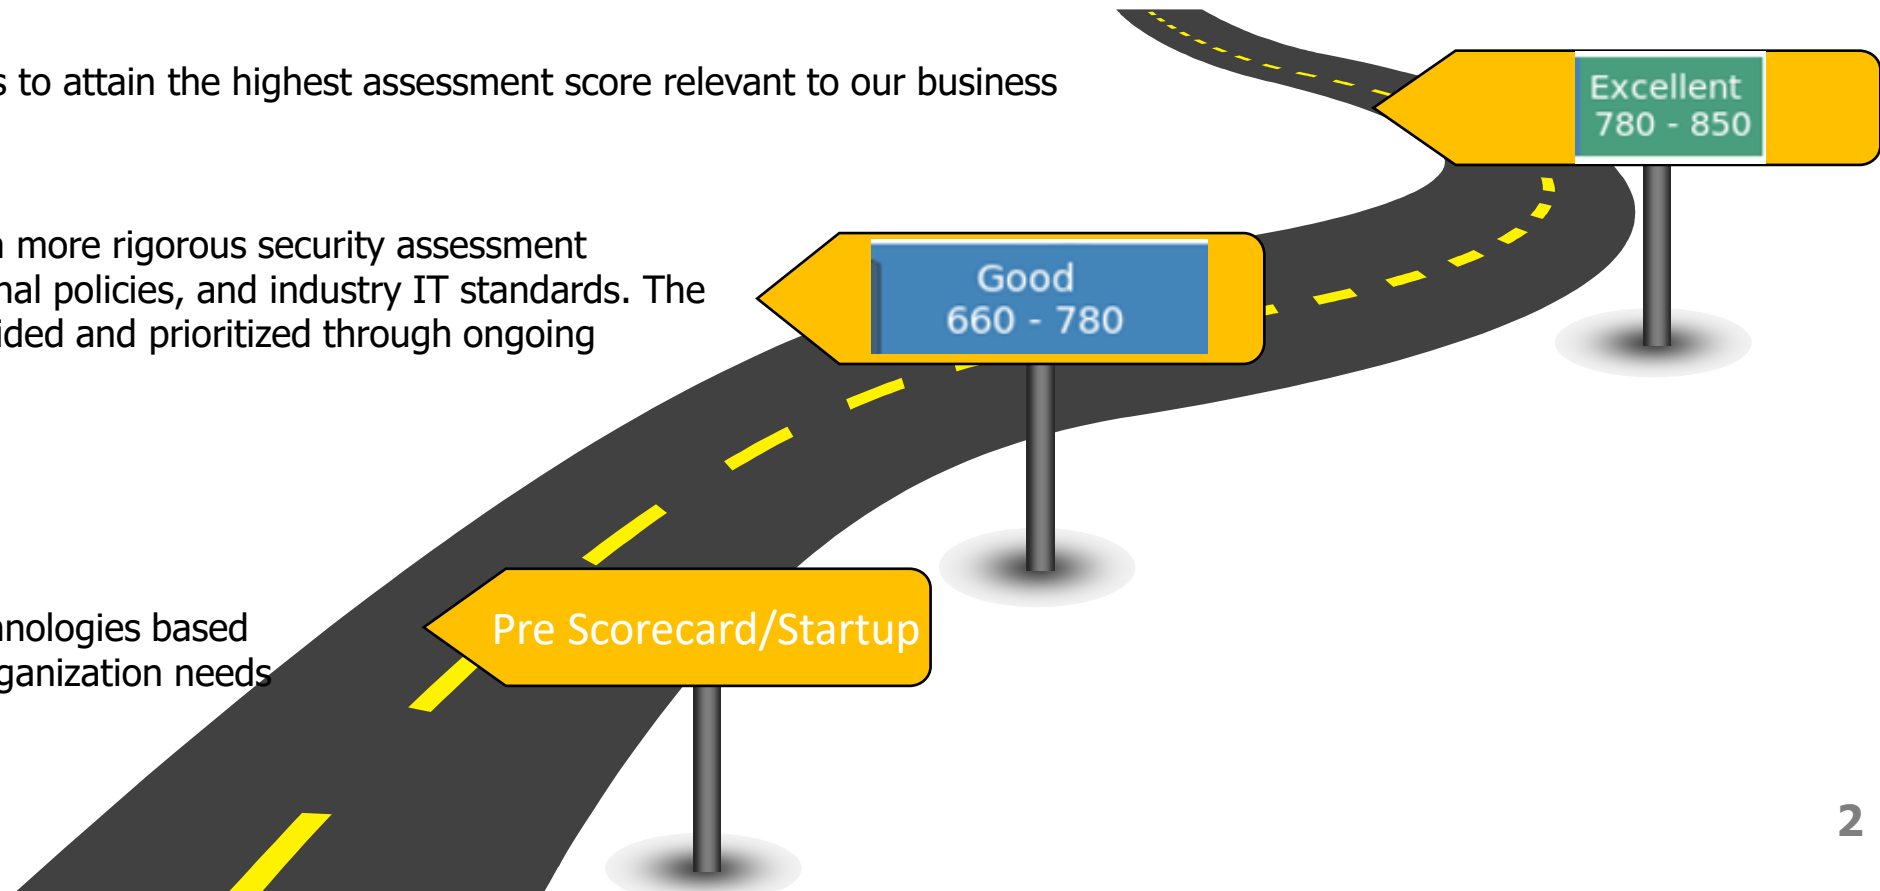 s to attain the highest assessment score relevant to our business
Excellent
780 - 850
more rigorous security assessment
nal policies, and industry IT standards. The
ided and prioritized through ongoing
Good
660 - 780
Pre Scorecard/Startup
nologies based
ganization needs
2